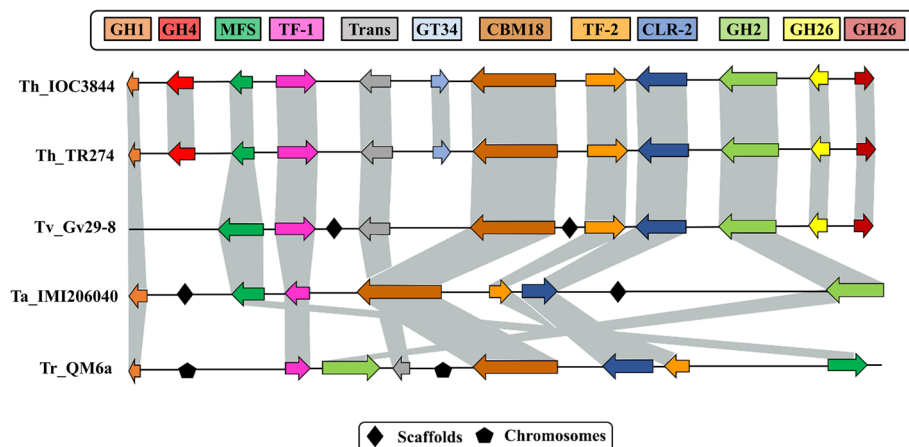 GH1 GH4 MFS TF-1 Trans GT34 CBM18 TF-2 CLR-2 GH2 GH26 GH26
Th_IOC3844
Th_TR274
Tv_Gv29-8
Ta_IMI206040
Tr_QM6a
Scaffolds Chromosomes